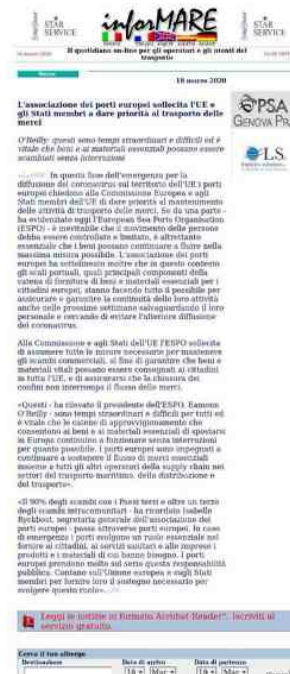 STAR SERVICE
inforMARE
STAR SERVICE
Il quotidiano on-line per gli operatori e gli utenti del trasporto
18 marzo 2020
L'associazione dei porti europei sollecita l'UE e
gli Stati membri a dare priorità al trasporto delle
merci
PSA
GENOVA PRA
LS
O'Reilly: questi sono tempi straordinari e difficili ed è
vitale che beni e ai materiali essenziali possano essere
scambiati senza interruzione
In questa fase dell'emergenza per la
diffusione del coronavirus sul territorio dell'UE i porti
europei chiedono alla Commissione Europea e agli
Stati membri dell'UE di dare priorità al mantenimento
delle attività di trasporto delle merci. Se da una parte -
ha evidenziato oggi l'European Sea Ports Organisation
(ESPO) - è inevitabile che il movimento delle persone
debba essere controllato e limitato, è altrettanto
essenziale che i beni possano continuare a fluire nella
massima misura possibile. L'associazione dei porti
europei ha sottolineato inoltre che in questo contesto
gli scali portuali, quali principali componenti della
catena di fornitura di beni e materiali essenziali per i
cittadini europei, stanno facendo tutto il possibile per
assicurare e garantire la continuità delle loro attività
anche nelle prossime settimane salvaguardando il loro
personale e cercando di evitare l'ulteriore diffusione
del coronavirus.
Alla Commissione e agli Stati dell'UE l'ESPO sollecita
di assumere tutte le misure necessarie per mantenere
gli scambi commerciali, al fine di garantire che beni e
materiali vitali possano essere consegnati ai cittadini
in tutta l'UE, e di assicurarsi che la chiusura dei
confini non interrompa il flusso delle merci.
«Questi - ha rilevato il presidente dell'ESPO, Eamonn
O'Reilly - sono tempi straordinari e difficili per tutti ed
è vitale che le catene di approvvigionamento che
consentono ai beni e ai materiali essenziali di spostarsi
in Europa continuino a funzionare senza interruzioni
per quanto possibile. I porti europei sono impegnati a
continuare a sostenere il flusso di merci essenziali
insieme a tutti gli altri operatori della supply chain nei
settori del trasporto marittimo, della distribuzione e
del trasporto».
«Il 90% degli scambi con i Paesi terzi e oltre un terzo
degli scambi intracomunitari - ha ricordato Isabelle
Ryckbost, segretaria generale dell'associazione dei
porti europei - passa attraverso porti europei. In caso
di emergenza i porti svolgono un ruolo essenziale nel
fornire ai cittadini, ai servizi sanitari e alle imprese i
prodotti e i materiali di cui hanno bisogno. I porti
europei prendono molto sul serio questa responsabilità
pubblica. Contano sull'Unione europea e sugli Stati
membri per fornire loro il sostegno necessario per
svolgere questo ruolo».
Leggi le notizie in formato Acrobat Reader®. Iscriviti al
servizio gratuito.
Cerca il tuo albergo
Destinazione Data di arrivo Data di partenza
18 Mar 18 Mar